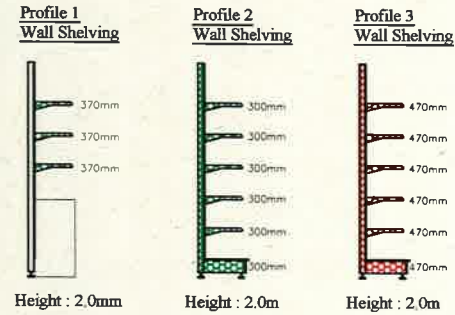 Profile 1
Wall Shelving
370mm
370mm
370mm
Height : 2.0mm
Profile 2
Wall Shelving
300mm
300mm
300mm
300mm
300mm
300mm
Height : 2.0m
Profile 3
Wall Shelving
470mm
470mm
470mm
470mm
470mm
470mm
Height : 2.0m